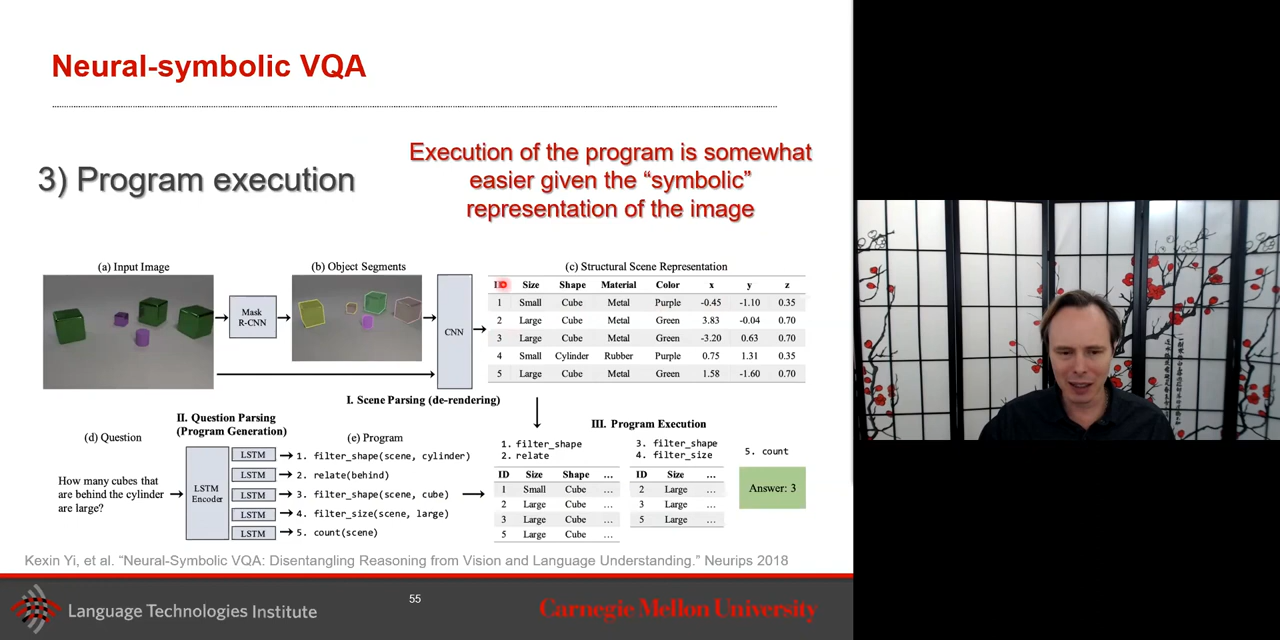 Neural-symbolic VQA
3) Program execution
Execution of the program is somewhat
easier given the “symbolic”
representation of the image
(a) Input Image
(b) Object Segments
(c) Structural Scene Representation
Mask
R-CNN
CNN
ID Size Shape Material Color x y z
1 Small Cube Metal Purple -0.45 -1.10 0.35
2 Large Cube Metal Green 3.83 -0.04 0.70
3 Large Cube Metal Green -3.20 0.63 0.70
4 Small Cylinder Rubber Purple 0.75 1.31 0.35
5 Large Cube Metal Green 1.58 -1.60 0.70
I. Scene Parsing (de-rendering)
II. Question Parsing
(Program Generation)
III. Program Execution
(d) Question
(e) Program
How many cubes that
are behind the cylinder
are large?
LSTM
Encoder
LSTM 1. filter_shape(scene, cylinder)
LSTM 2. relate(behind)
LSTM 3. filter_shape(scene, cube)
LSTM 4. filter_size(scene, large)
LSTM 5. count(scene)
1. filter_shape
2. relate
ID Size Shape ...
1 Small Cube ...
2 Large Cube ...
3 Large Cube ...
5 Large Cube ...
3. filter_shape
4. filter_size
ID Size ...
2 Large ...
3 Large ...
5 Large ...
5. count
Answer: 3
Kexin Yi, et al. “Neural-Symbolic VQA: Disentangling Reasoning from Vision and Language Understanding.” Neurips 2018
Language Technologies Institute
55
Carnegie Mellon University